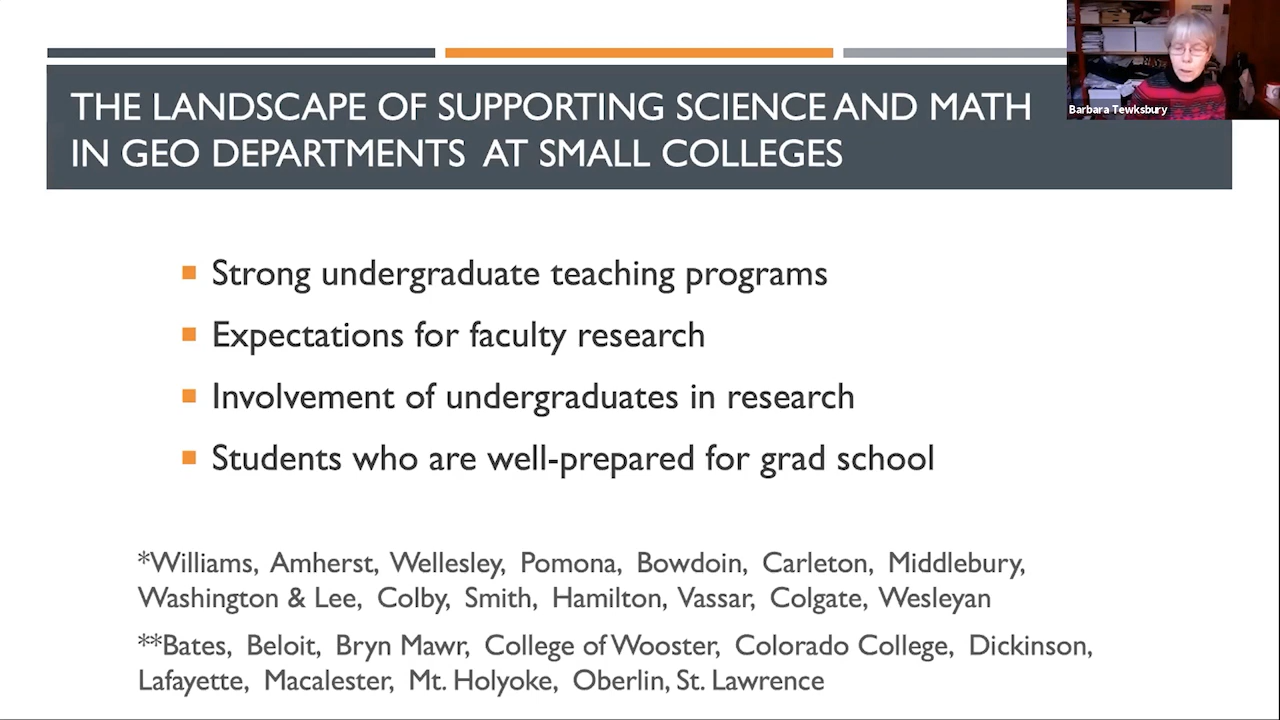 THE LANDSCAPE OF SUPPORTING SCIENCE AND MATH
IN GEO DEPARTMENTS AT SMALL COLLEGES
Barbara Tewksbury
Strong undergraduate teaching programs
Expectations for faculty research
Involvement of undergraduates in research
Students who are well-prepared for grad school
*Williams, Amherst, Wellesley, Pomona, Bowdoin, Carleton, Middlebury,
Washington & Lee, Colby, Smith, Hamilton, Vassar, Colgate, Wesleyan
**Bates, Beloit, Bryn Mawr, College of Wooster, Colorado College, Dickinson,
Lafayette, Macalester, Mt. Holyoke, Oberlin, St. Lawrence